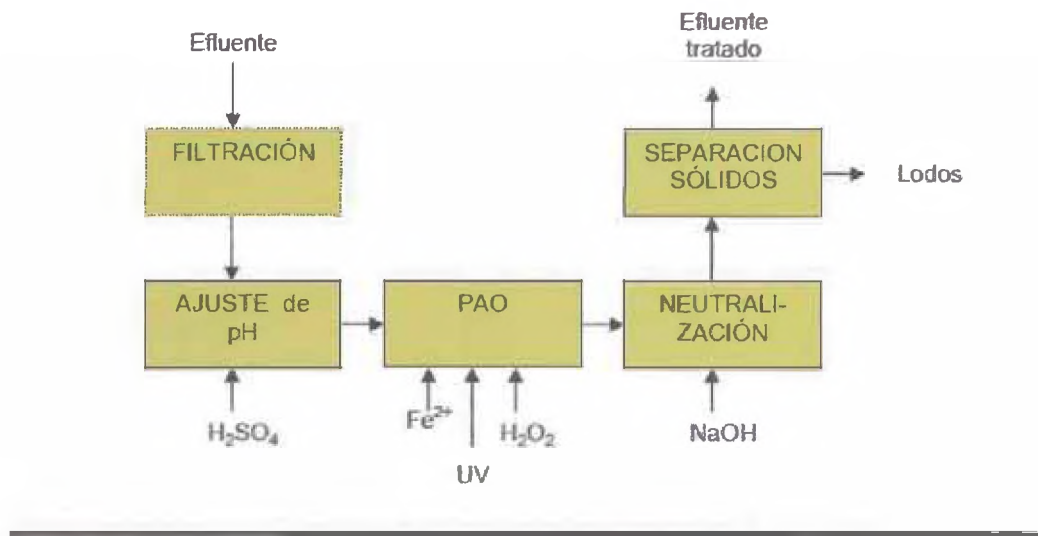 Efluente
FILTRACIÓN
AJUSTE de
pH
H₂SO₄
PAO
Fe²⁺
UV
H₂O₂
NEUTRALI-
ZACIÓN
NaOH
SEPARACION
SÓLIDOS
Lodos
Efluente
tratado